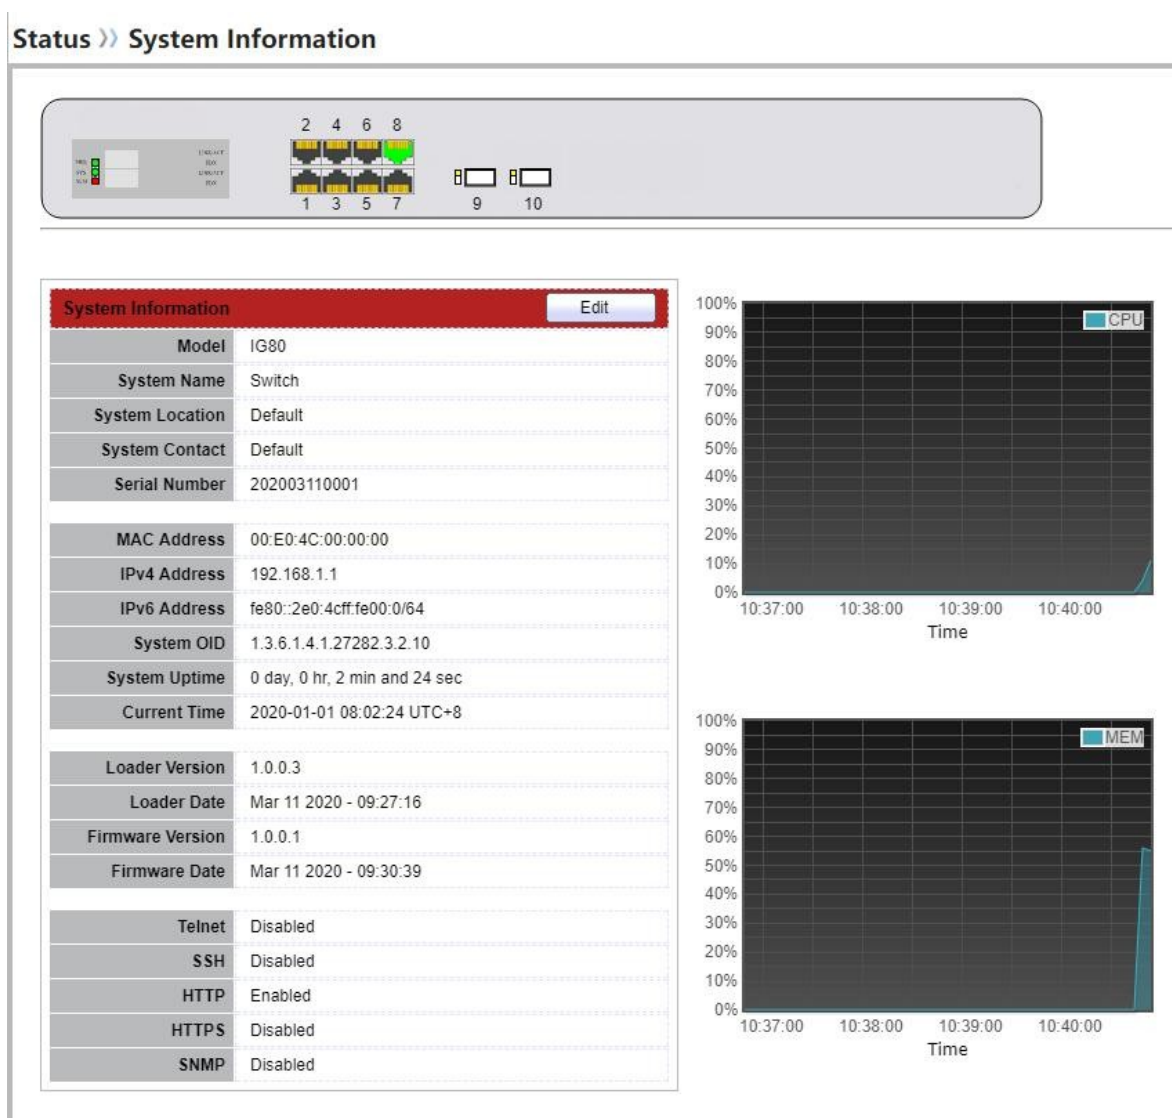 Status » System Information
2 4 6 8
1 3 5 7 9 10
System Information Edit
Model IG80
System Name Switch
System Location Default
System Contact Default
Serial Number 202003110001
MAC Address 00:E0:4C:00:00:00
IPv4 Address 192.168.1.1
IPv6 Address fe80::2e0:4cff:fe00:0/64
System OID 1.3.6.1.4.1.27282.3.2.10
System Uptime 0 day, 0 hr, 2 min and 24 sec
Current Time 2020-01-01 08:02:24 UTC+8
Loader Version 1.0.0.3
Loader Date Mar 11 2020 - 09:27:16
Firmware Version 1.0.0.1
Firmware Date Mar 11 2020 - 09:30:39
Telnet Disabled
SSH Disabled
HTTP Enabled
HTTPS Disabled
SNMP Disabled
100%
CPU
90%
80%
70%
60%
50%
40%
30%
20%
10%
0%
10:37:00 10:38:00 10:39:00 10:40:00
Time
100%
MEM
90%
80%
70%
60%
50%
40%
30%
20%
10%
0%
10:37:00 10:38:00 10:39:00 10:40:00
Time